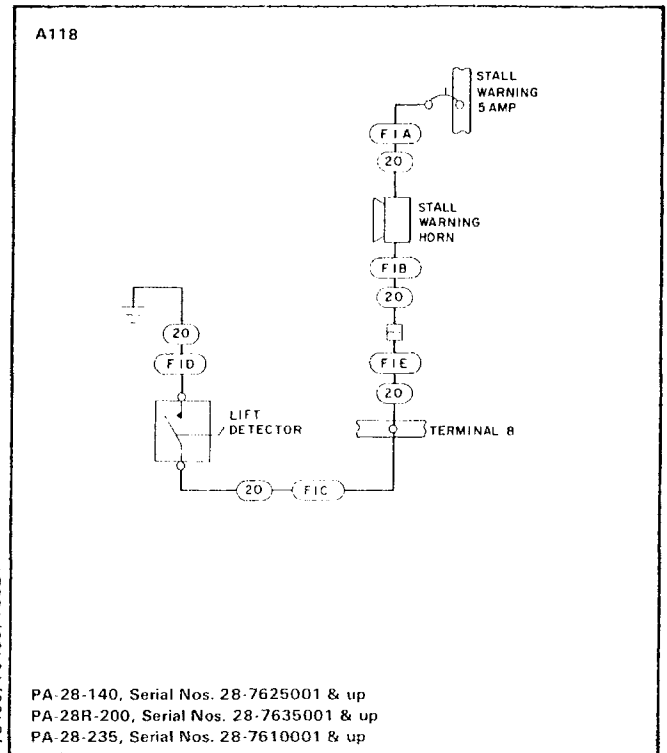 A118
STALL
WARNING
5 AMP
F1A
20
STALL
WARNING
HORN
F1B
20
20
F1D
F1E
20
LIFT
DETECTOR
TERMINAL 8
20
F1C
PA-28-140, Serial Nos. 28-7625001 & up
PA-28R-200, Serial Nos. 28-7635001 & up
PA-28-235, Serial Nos. 28-7610001 & up